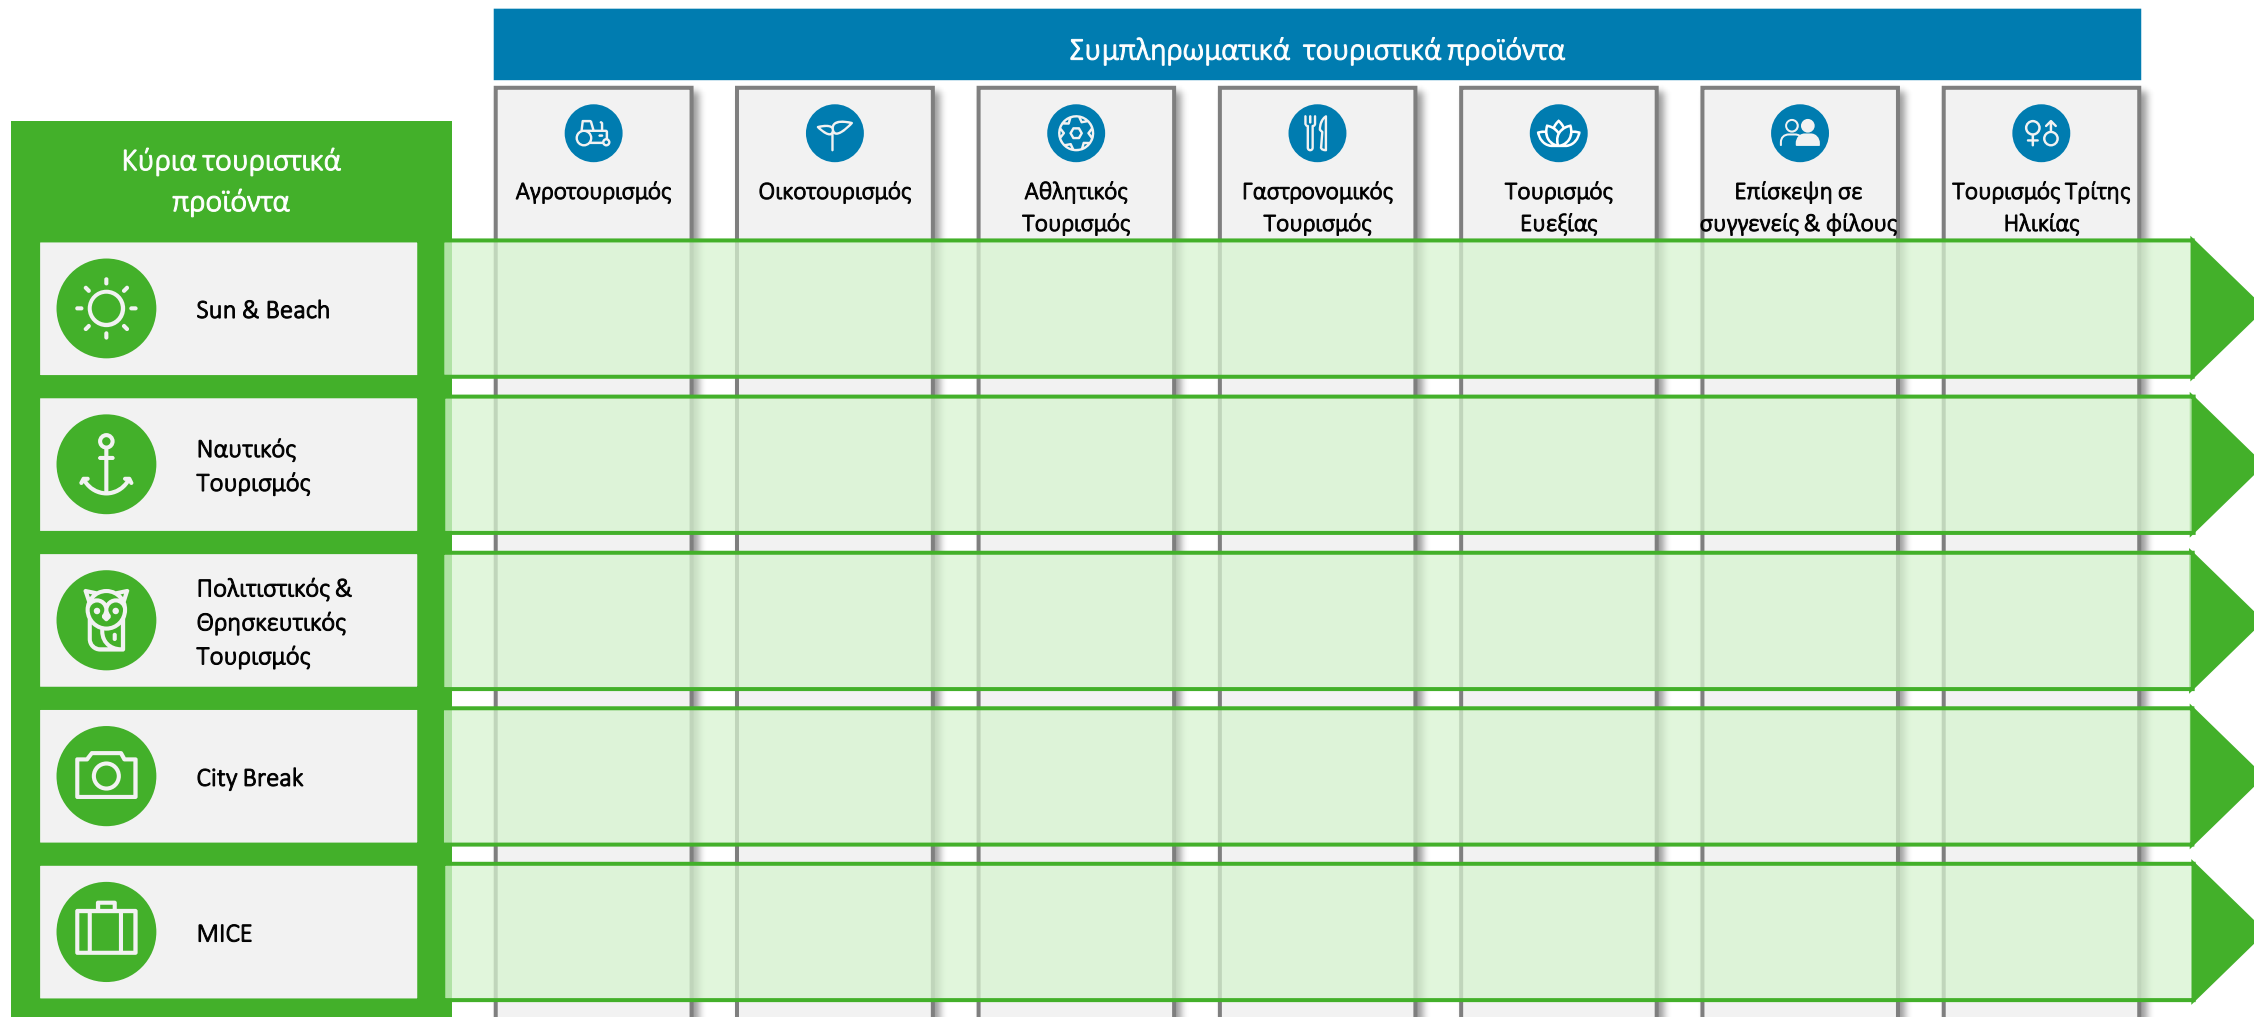 Συμπληρωματικά τουριστικά προϊόντα
Κύρια τουριστικά
προϊόντα
Αγροτουρισμός
Οικοτουρισμός
Αθλητικός
Τουρισμός
Γαστρονομικός
Τουρισμός
Τουρισμός
Ευεξίας
Επίσκεψη σε
συγγενείς & φίλους
Τουρισμός Τρίτης
Ηλικίας
Sun & Beach
Ναυτικός
Τουρισμός
Πολιτιστικός &
Θρησκευτικός
Τουρισμός
City Break
MICE